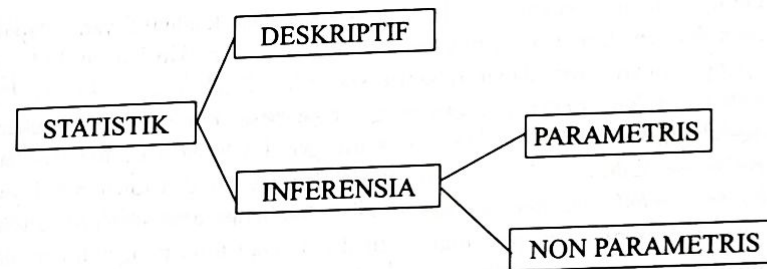 DESKRIPTIF
STATISTIK
PARAMETRIS
INFERENSIA
NON PARAMETRIS